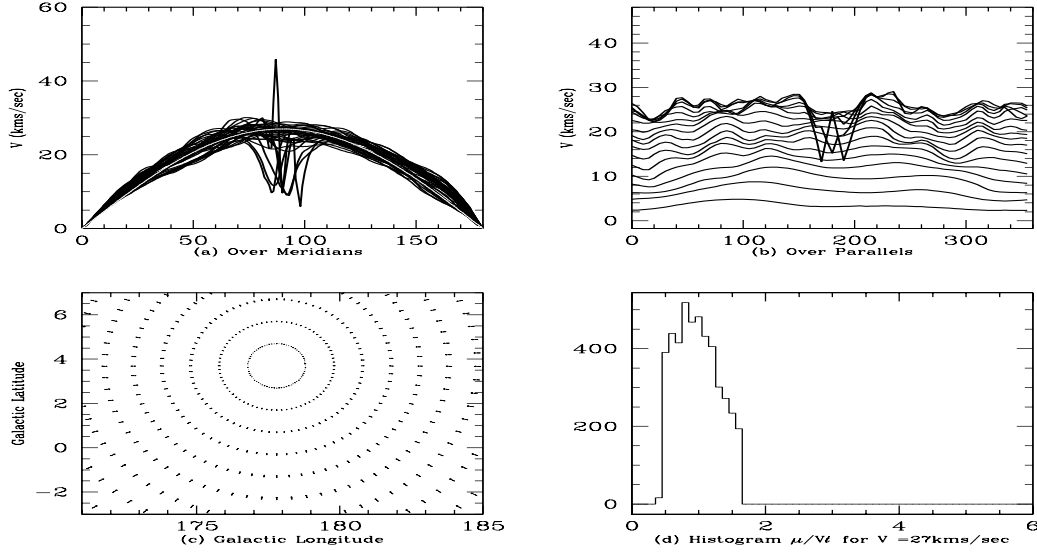 60
40
20
0
V (kms/sec)
0 50 100 150
(a) Over Meridians
40
30
20
10
0
V (kms/sec)
0 100 200 300
(b) Over Parallels
6
4
2
0
−2
Galactic Latitude
175 180 185
(c) Galactic Longitude
400
200
0
0 2 4 6
(d) Histogram μ/Vt for V =27kms/sec